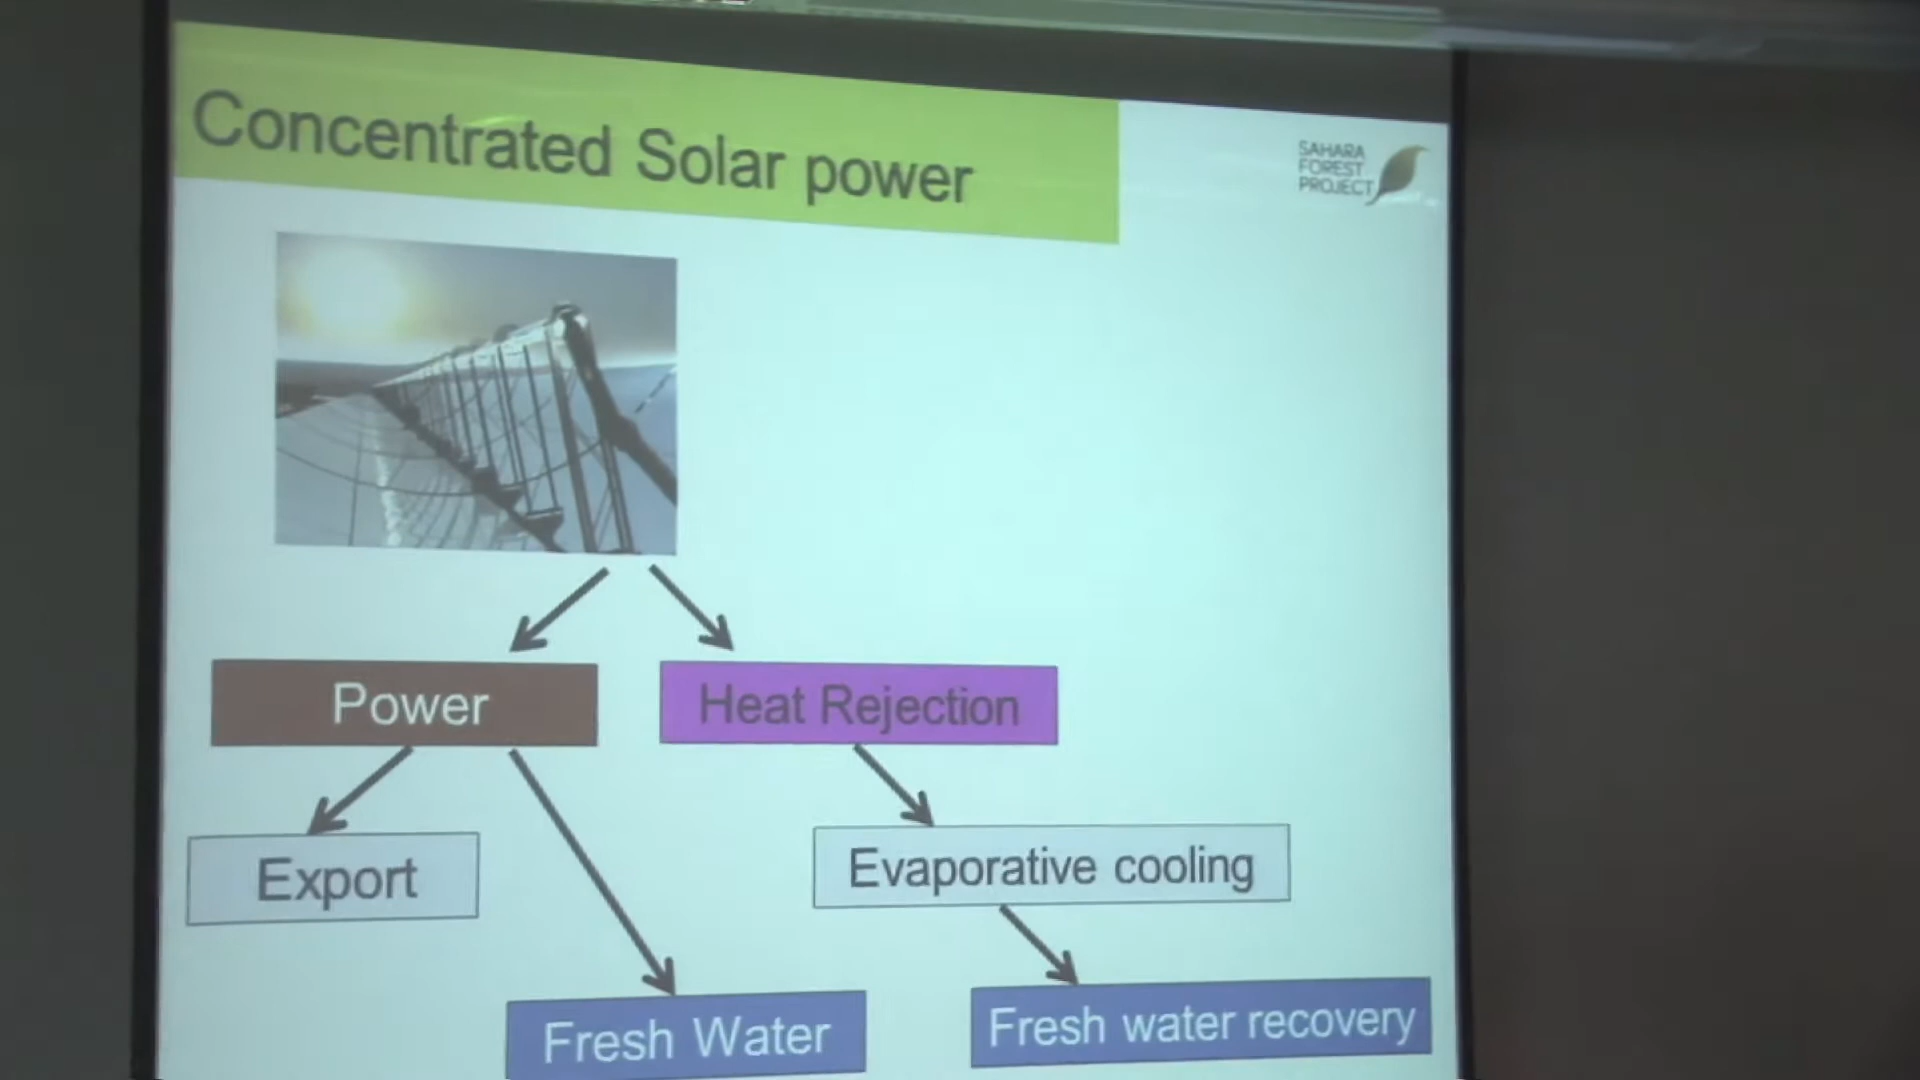 Concentrated Solar power
SAHARA
FOREST
PROJECT
Power
Heat Rejection
Export
Evaporative cooling
Fresh Water
Fresh water recovery